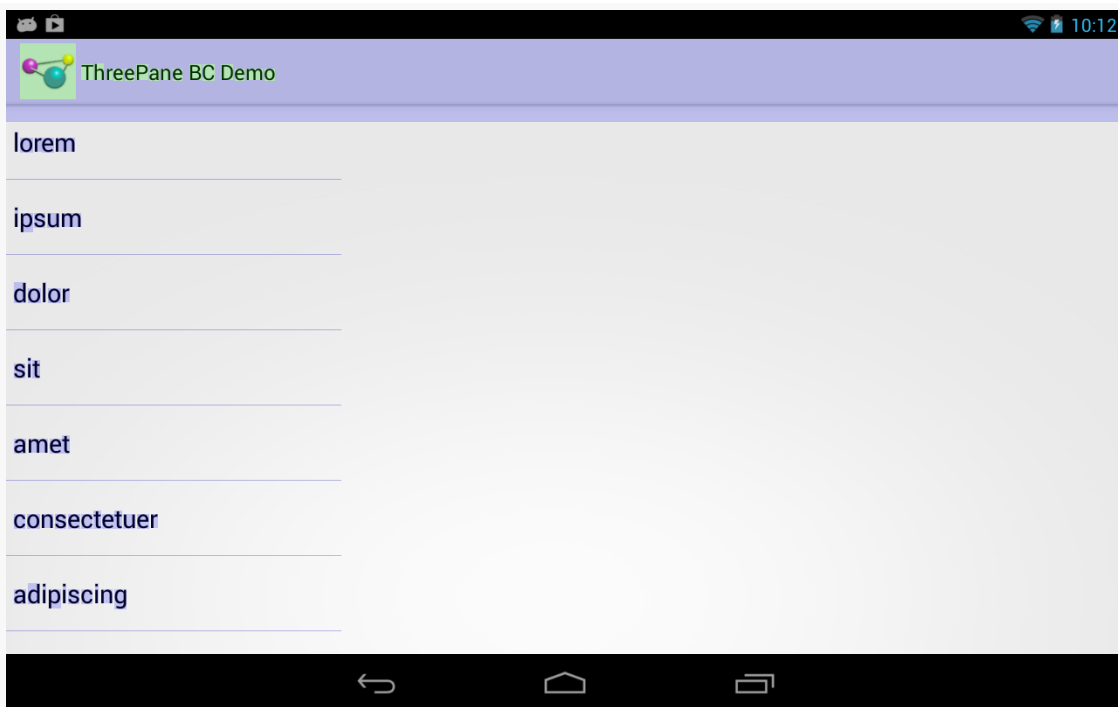 10:12
ThreePane BC Demo
lorem
ipsum
dolor
sit
amet
consectetuer
adipiscing